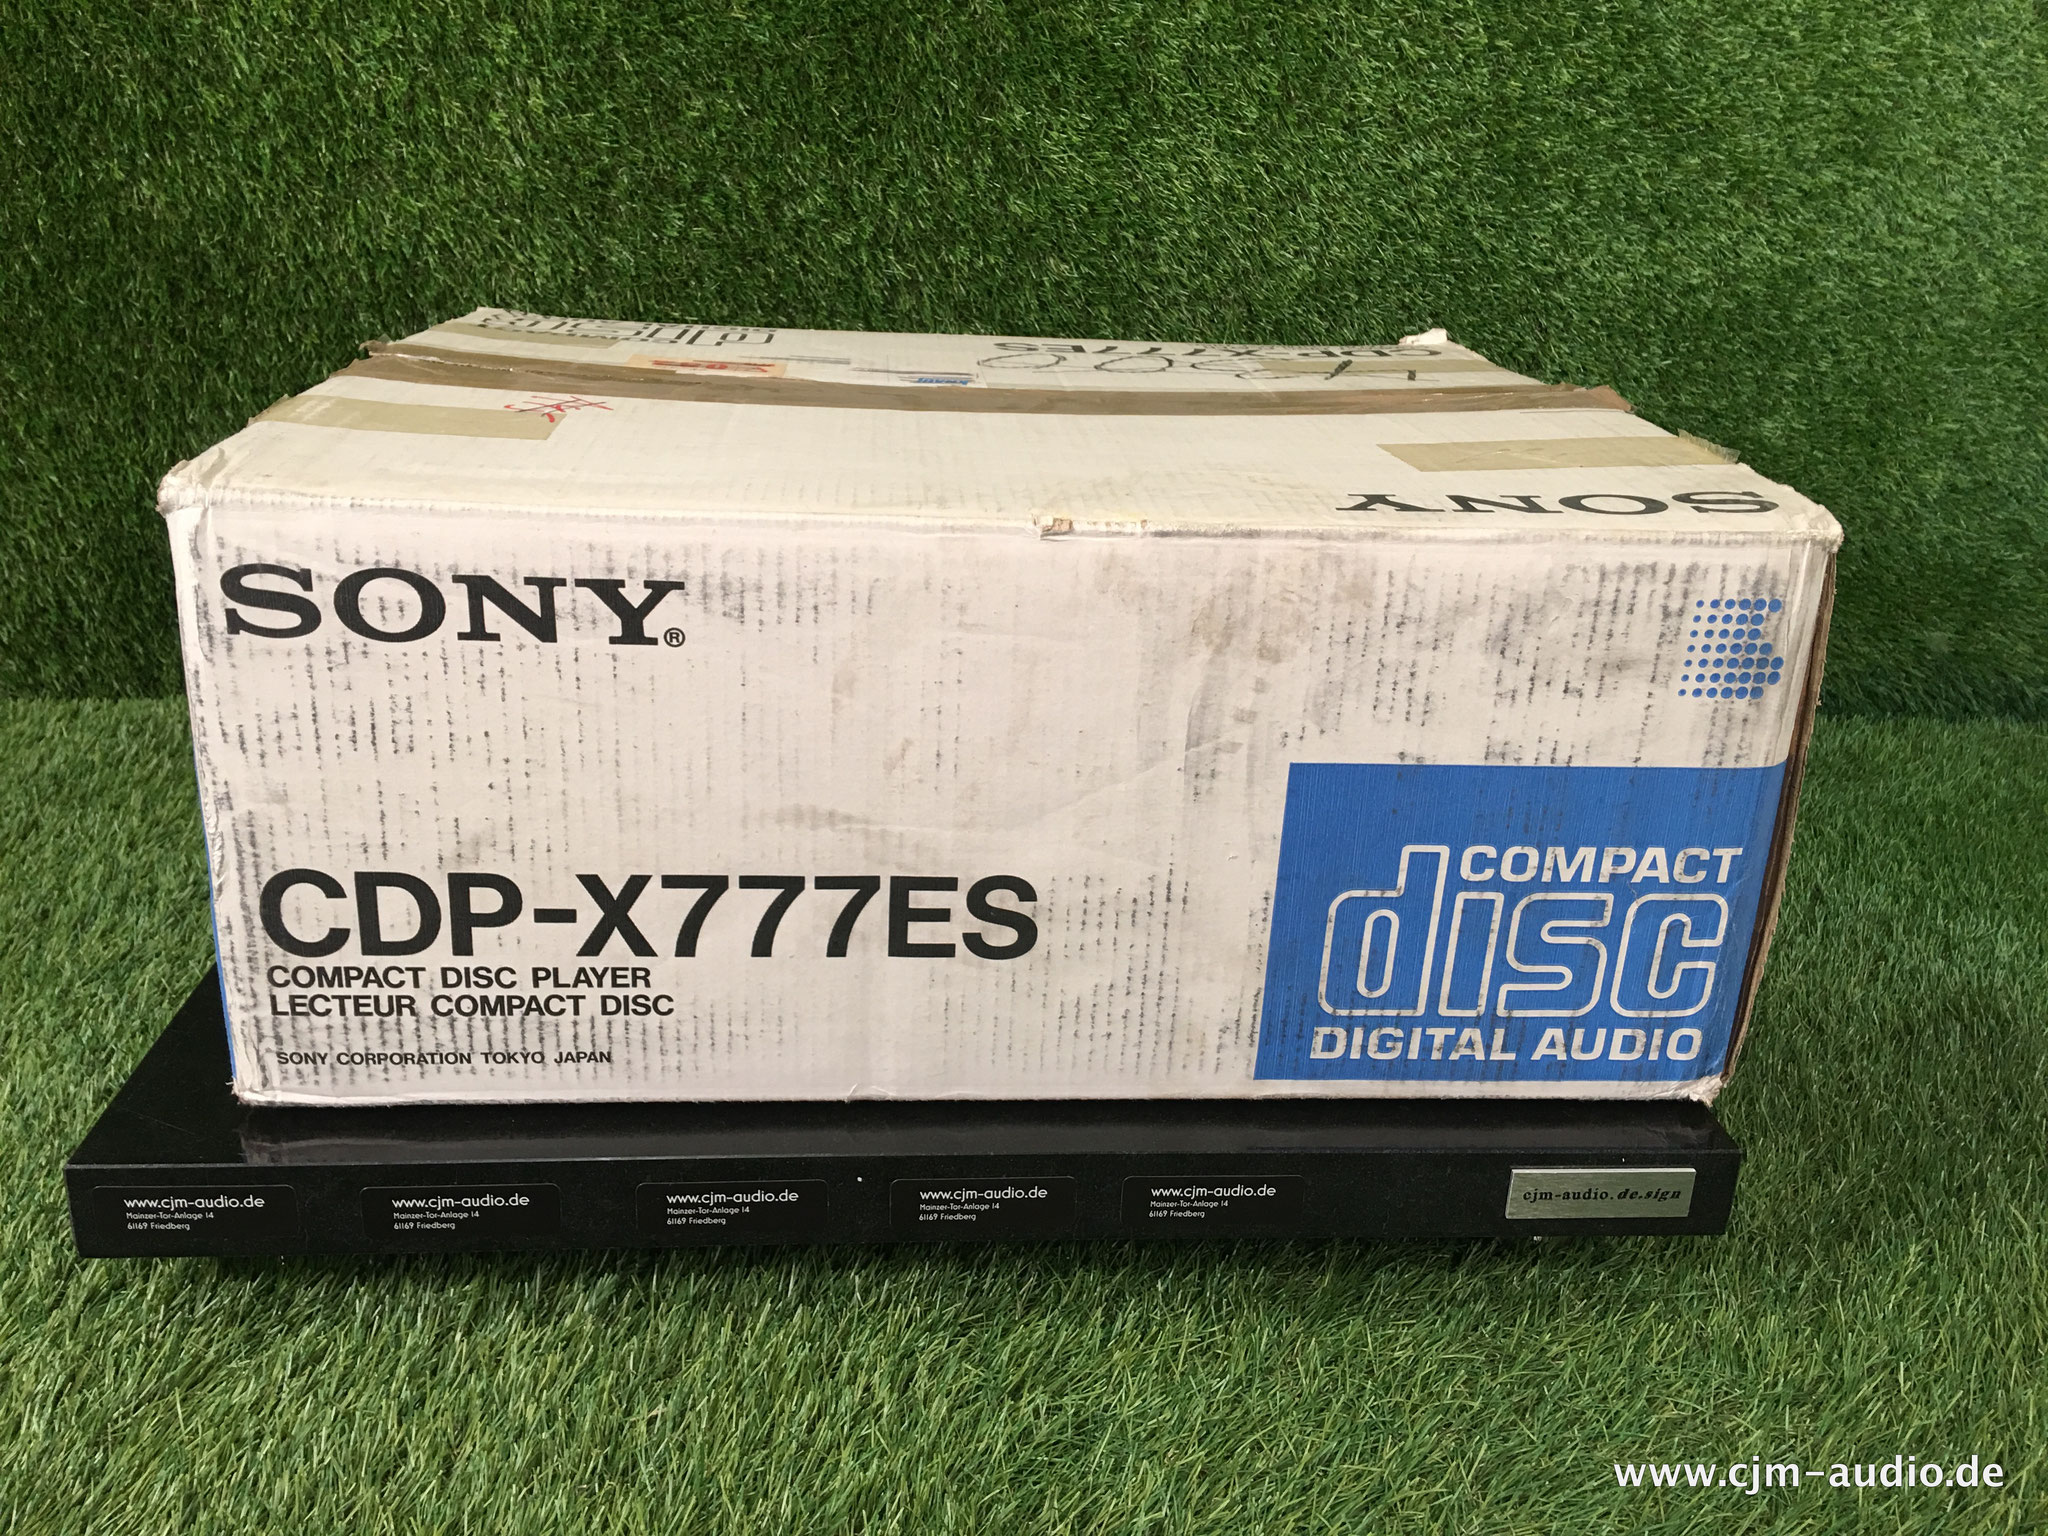 CDP-X777ES
SONY
SONY®
CDP-X777ES
COMPACT DISC PLAYER
LECTEUR COMPACT DISC
SONY CORPORATION TOKYO JAPAN
COMPACT
disc
DIGITAL AUDIO
www.cjm-audio.de
Mainzer-Tor-Anlage 14
61169 Friedberg
www.cjm-audio.de
Mainzer-Tor-Anlage 14
61169 Friedberg
www.cjm-audio.de
Mainzer-Tor-Anlage 14
61169 Friedberg
www.cjm-audio.de
Mainzer-Tor-Anlage 14
61169 Friedberg
www.cjm-audio.de
Mainzer-Tor-Anlage 14
61169 Friedberg
cjm-audio.de.sign
www.cjm-audio.de